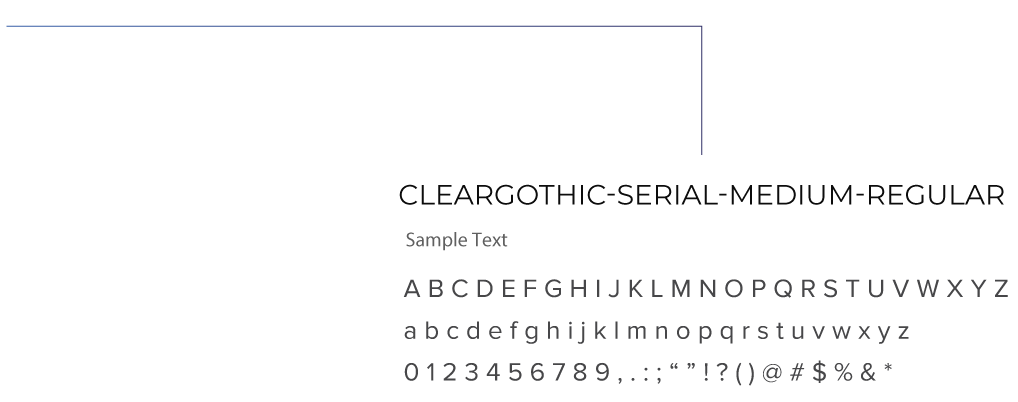 CLEARGOTHIC-SERIAL-MEDIUM-REGULAR
Sample Text
A B C D E F G H I J K L M N O P Q R S T U V W X Y Z
a b c d e f g h i j k l m n o p q r s t u v w x y z
0 1 2 3 4 5 6 7 8 9 , . : ; “ ” ! ? ( ) @ # $ % & *